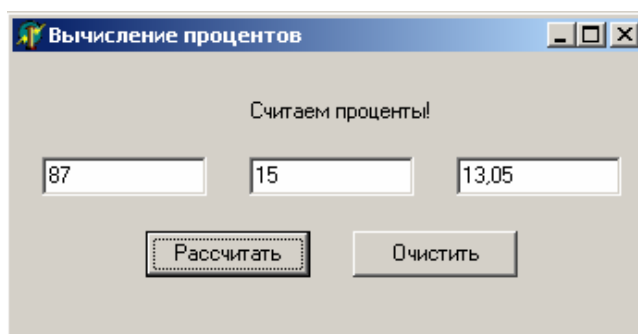 Вычисление процентов
Считаем проценты!
87 15 13,05
Рассчитать Очистить